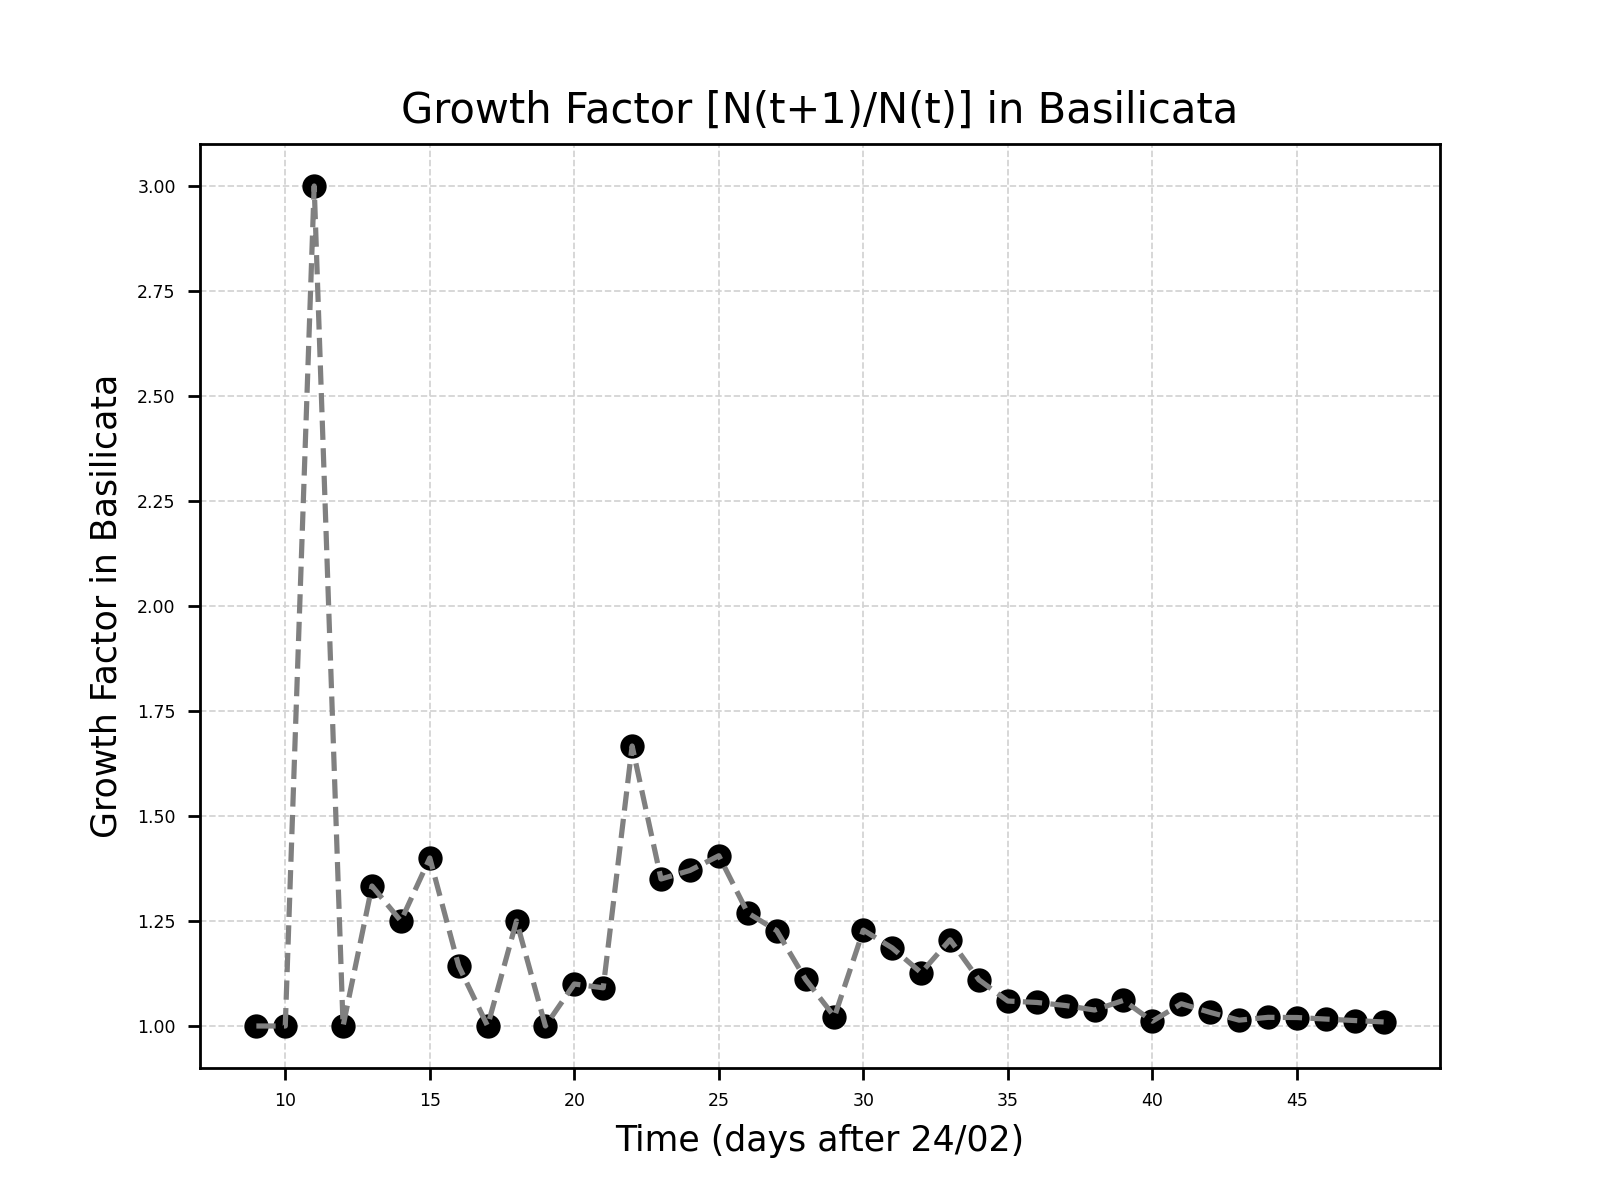 Growth Factor [N(t+1)/N(t)] in Basilicata
Growth Factor in Basilicata
3.00
2.75
2.50
2.25
2.00
1.75
1.50
1.25
1.00
10 15 20 25 30 35 40 45
Time (days after 24/02)